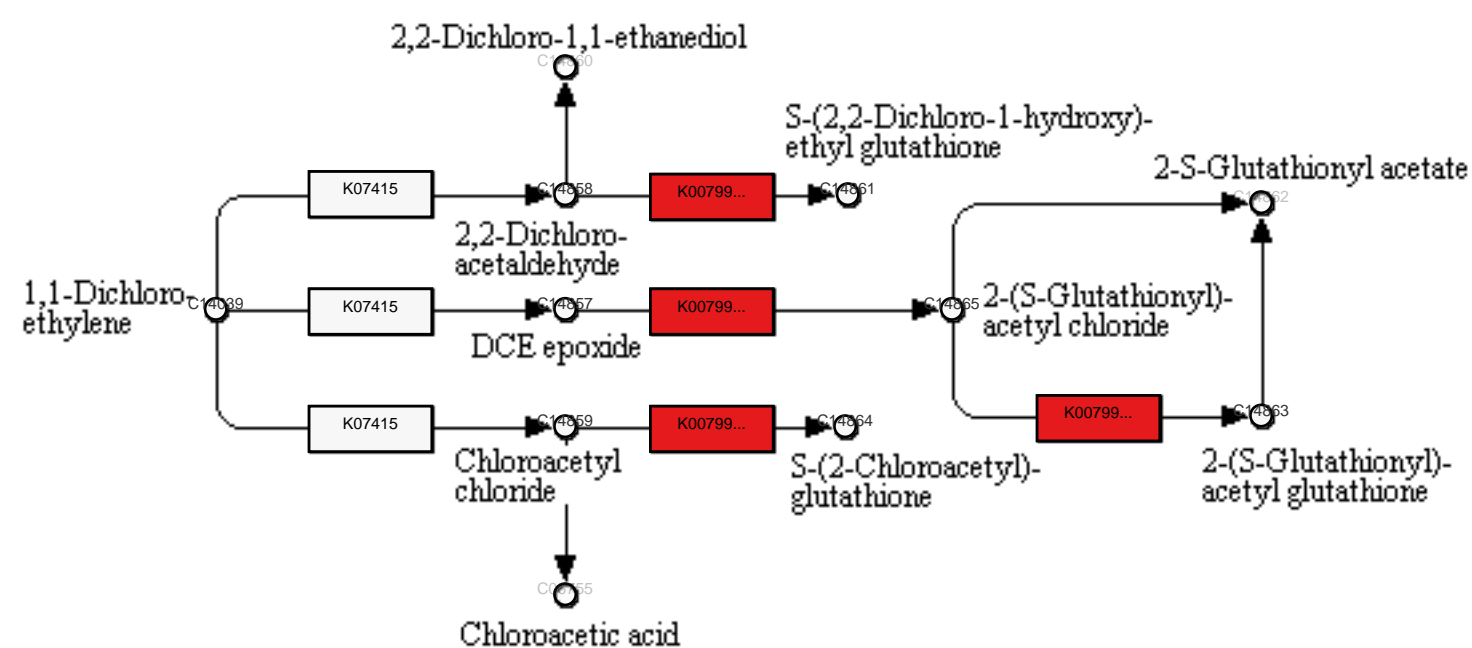 2,2-Dichloro-1,1-ethanediol
C14860
S-(2,2-Dichloro-1-hydroxy)-
ethyl glutathione
2-S-Glutathionyl acetate
K07415
C14858
K00799...
C14861
C14862
2,2-Dichloro-
acetaldehyde
1,1-Dichloro-
ethylene
C14039
K07415
C14857
K00799...
C14865
2-(S-Glutathionyl)-
acetyl chloride
DCE epoxide
K07415
C14859
K00799...
C14864
K00799...
C14863
Chloroacetyl
chloride
S-(2-Chloroacetyl)-
glutathione
2-(S-Glutathionyl)-
acetyl glutathione
Chloroacetic acid